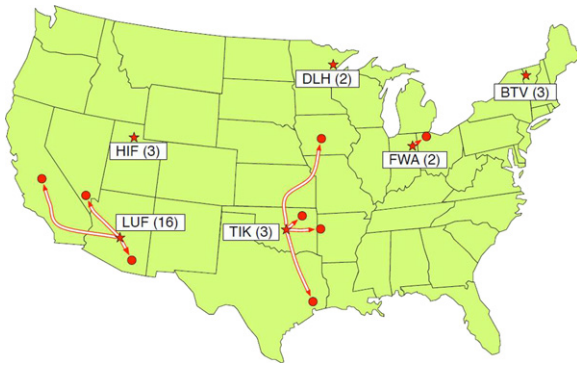 DLH (2)
BTV (3)
HIF (3)
FWA (2)
LUF (16)
TIK (3)